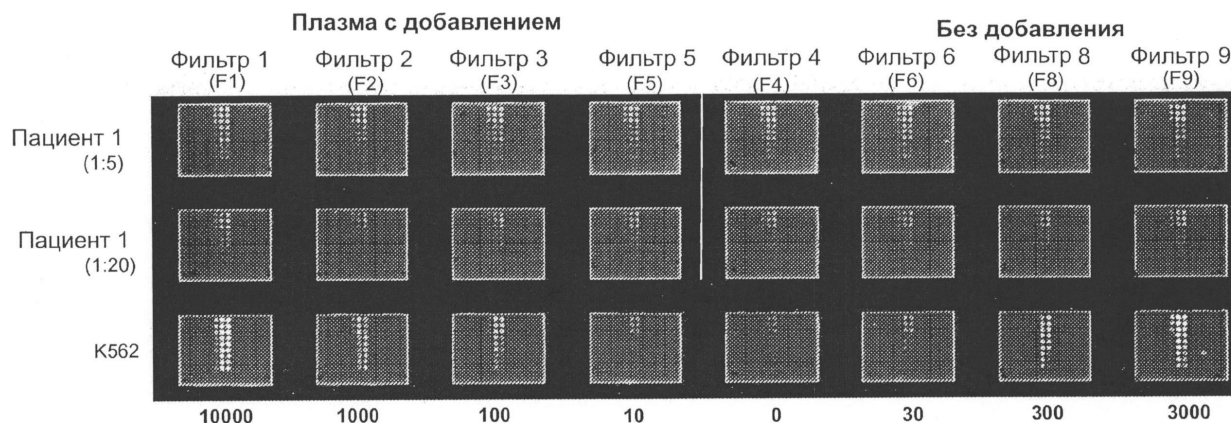 Плазма с добавлением
Без добавления
Фильтр 1 Фильтр 2 Фильтр 3 Фильтр 5 Фильтр 4 Фильтр 6 Фильтр 8 Фильтр 9
(F1) (F2) (F3) (F5) (F4) (F6) (F8) (F9)
Пациент 1
(1:5)
Пациент 1
(1:20)
K562
10000 1000 100 10 0 30 300 3000